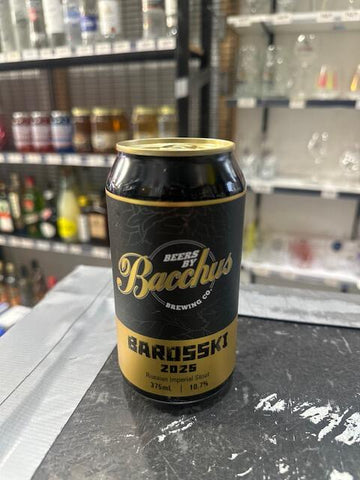 BEERS
BY
Bacchus
BREWING CO.
BAROSSKI
2025
Russian Imperial Stout
375mL | 10.7%